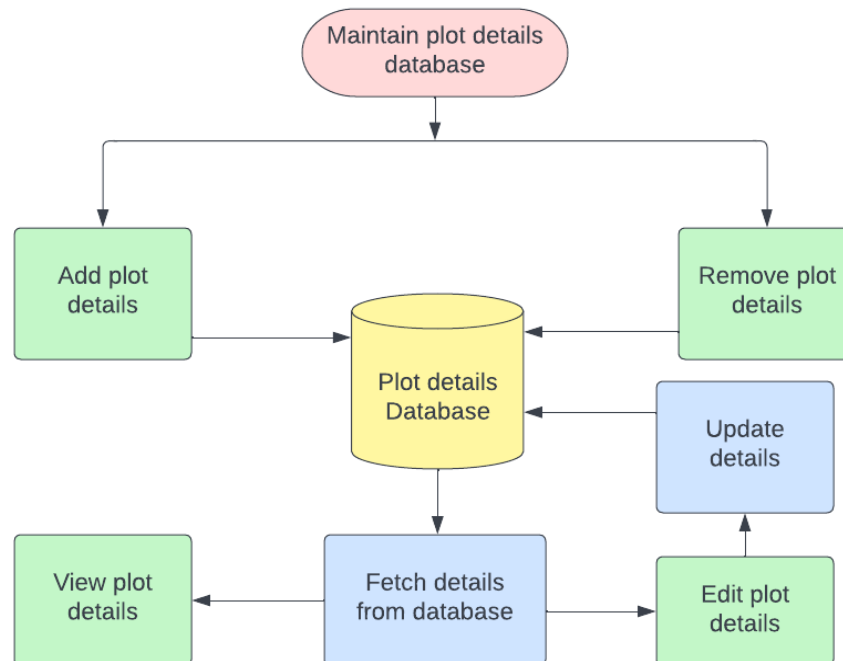 Maintain plot details
database
Add plot
details
Remove plot
details
Plot details
Database
Update
details
View plot
details
Fetch details
from database
Edit plot
details